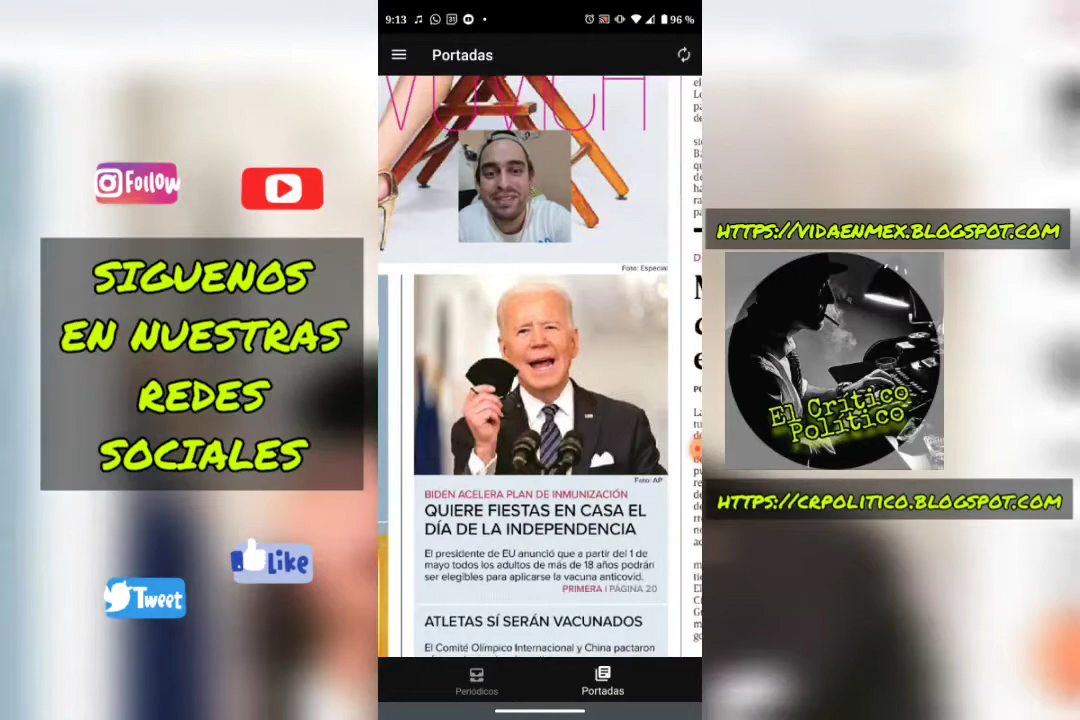 9:13
31
96 %
Portadas
Foto: Especial
Follow
SIGUENOS
EN NUESTRAS
REDES
SOCIALES
Like
Tweet
Foto: AP
BIDEN ACELERA PLAN DE INMUNIZACIÓN
QUIERE FIESTAS EN CASA EL
DÍA DE LA INDEPENDENCIA
El presidente de EU anunció que a partir del 1 de
mayo todos los adultos de más de 18 años podrán
ser elegibles para aplicarse la vacuna anticovid.
PRIMERA | PÁGINA 20
ATLETAS SÍ SERÁN VACUNADOS
El Comité Olímpico Internacional y China pactaron
Periódicos
Portadas
HTTPS://VIDAENMEX.BLOGSPOT.COM
El Crítico
Político
HTTPS://CRPOLITICO.BLOGSPOT.COM